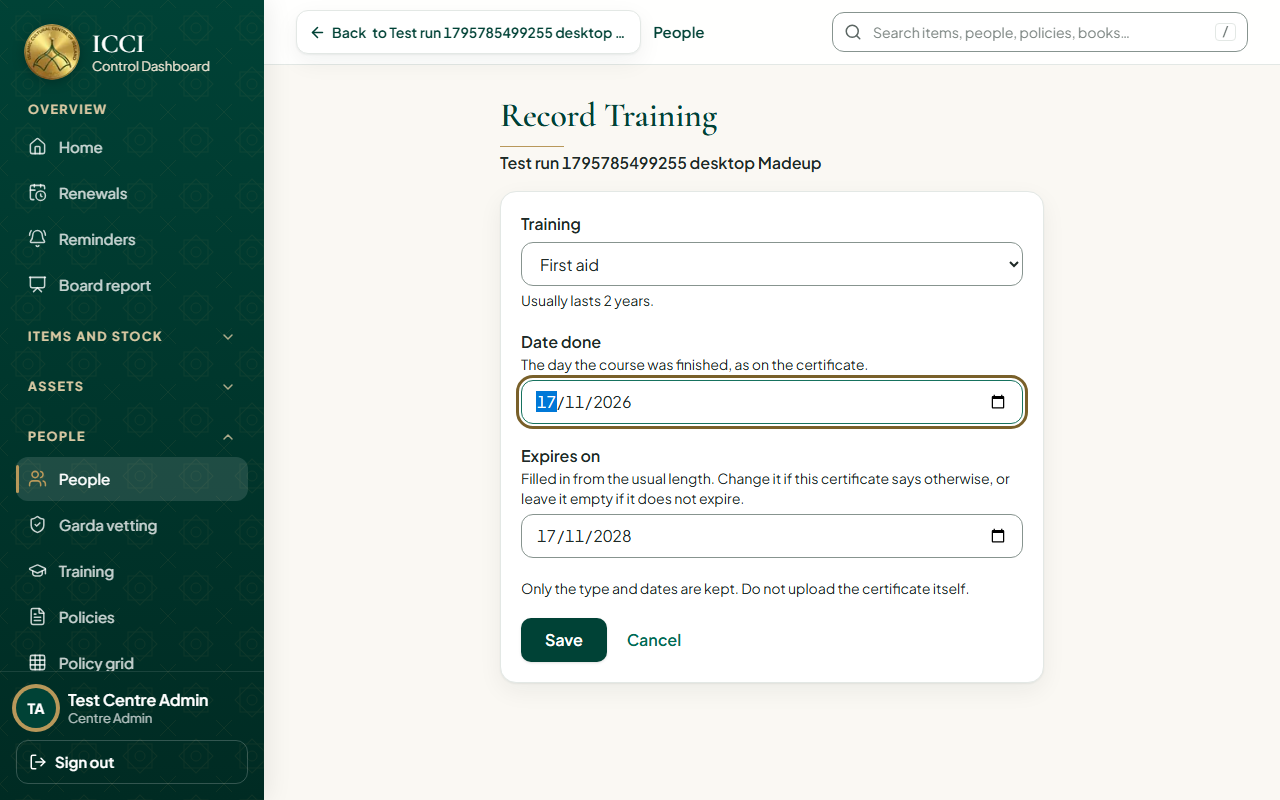 ICCI
Control Dashboard
OVERVIEW
Home
Renewals
Reminders
Board report
ITEMS AND STOCK
ASSETS
PEOPLE
People
Garda vetting
Training
Policies
Policy grid
TA
Test Centre Admin
Centre Admin
Sign out
Back to Test run 1795785499255 desktop …
People
Search items, people, policies, books…
/
Record Training
Test run 1795785499255 desktop Madeup
Training
First aid
Usually lasts 2 years.
Date done
The day the course was finished, as on the certificate.
17/11/2026
Expires on
Filled in from the usual length. Change it if this certificate says otherwise, or
leave it empty if it does not expire.
17/11/2028
Only the type and dates are kept. Do not upload the certificate itself.
Save
Cancel